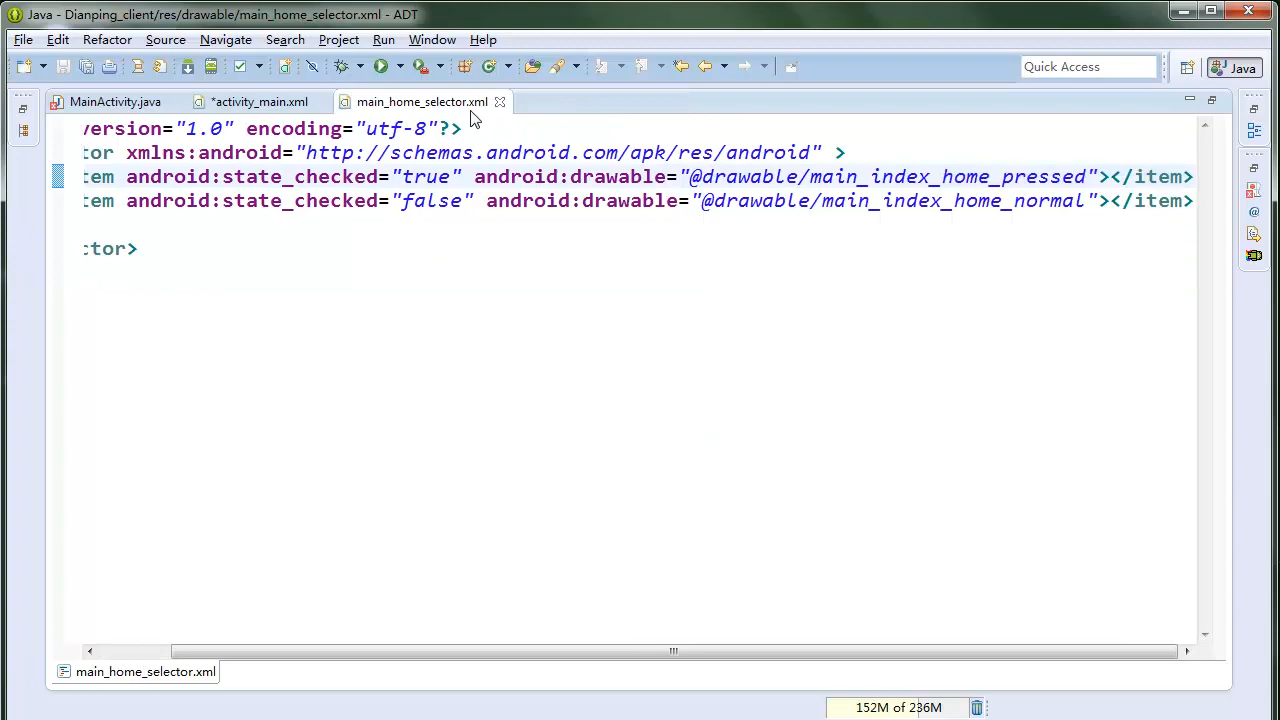 Java - Dianping_client/res/drawable/main_home_selector.xml - ADT
File Edit Refactor Source Navigate Search Project Run Window Help
Quick Access
Java
MainActivity.java
*activity_main.xml
main_home_selector.xml
version="1.0" encoding="utf-8"?>
tor xmlns:android="http://schemas.android.com/apk/res/android" >
tem android:state_checked="true" android:drawable="@drawable/main_index_home_pressed"></item>
tem android:state_checked="false" android:drawable="@drawable/main_index_home_normal"></item>
ctor>
main_home_selector.xml
152M of 236M